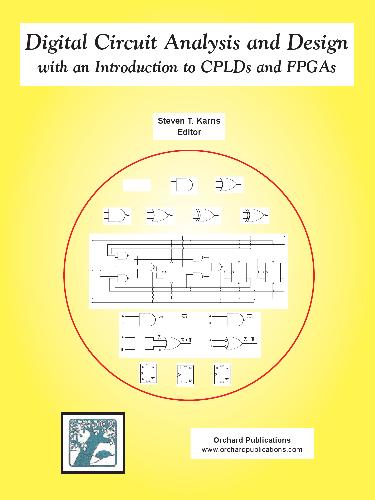 Digital Circuit Analysis and Design
with an Introduction to CPLDs and FPGAs
Steven T. Karns
Editor
Orchard Publications
www.orchardpublications.com